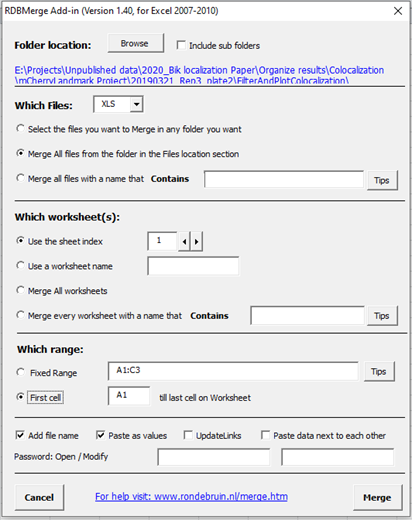 RDBMerge Add-in (Version 1.40, for Excel 2007-2010)
Folder location: Browse Include sub folders
E:\Projects\Unpublished data\2020_Bik localization Paper\Organize results\Colocalization
\mCherryLandmark Project\20190321_Rep3_plate2\FilterAndPlotColocalization\
Which Files: XLS
Select the files you want to Merge in any folder you want
Merge All files from the folder in the Files location section
Merge all files with a name that Contains Tips
Which worksheet(s):
Use the sheet index 1
Use a worksheet name
Merge All worksheets
Merge every worksheet with a name that Contains Tips
Which range:
Fixed Range A1:C3 Tips
First cell A1 till last cell on Worksheet
Add file name Paste as values UpdateLinks Paste data next to each other
Password: Open / Modify
Cancel For help visit: www.rondebruin.nl/merge.htm Merge